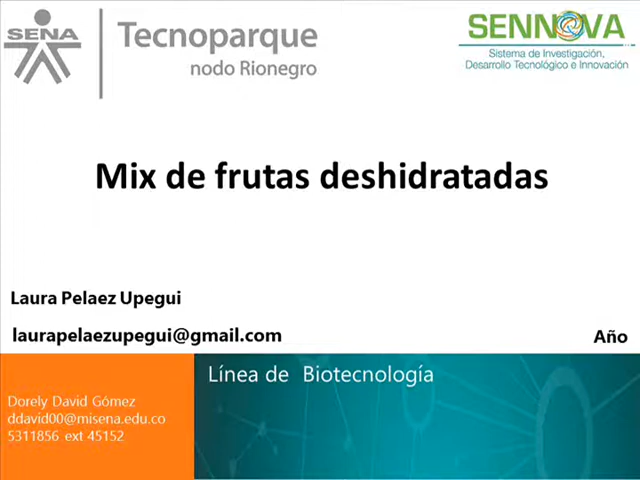 SENA
Tecnoparque
nodo Rionegro
SENNOVA
Sistema de Investigación,
Desarrollo Tecnológico e Innovación
Mix de frutas deshidratadas
Laura Pelaez Upegui
laurapelaezupegui@gmail.com
Año
Línea de Biotecnología
Dorely David Gómez
ddavid00@misena.edu.co
5311856 ext 45152